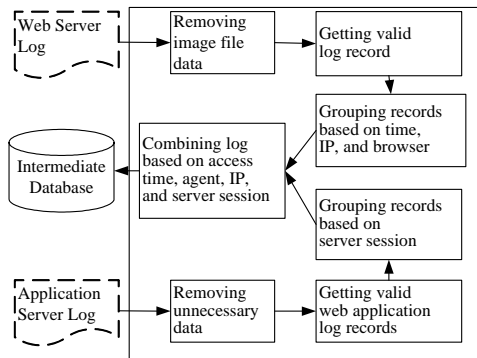 Web Server
Log
Removing
image file
data
Getting valid
log record
Grouping records
based on time,
IP, and browser
Combining log
based on access
time, agent, IP,
and server session
Intermediate
Database
Grouping records
based on
server session
Application
Server Log
Removing
unnecessary
data
Getting valid
web application
log records